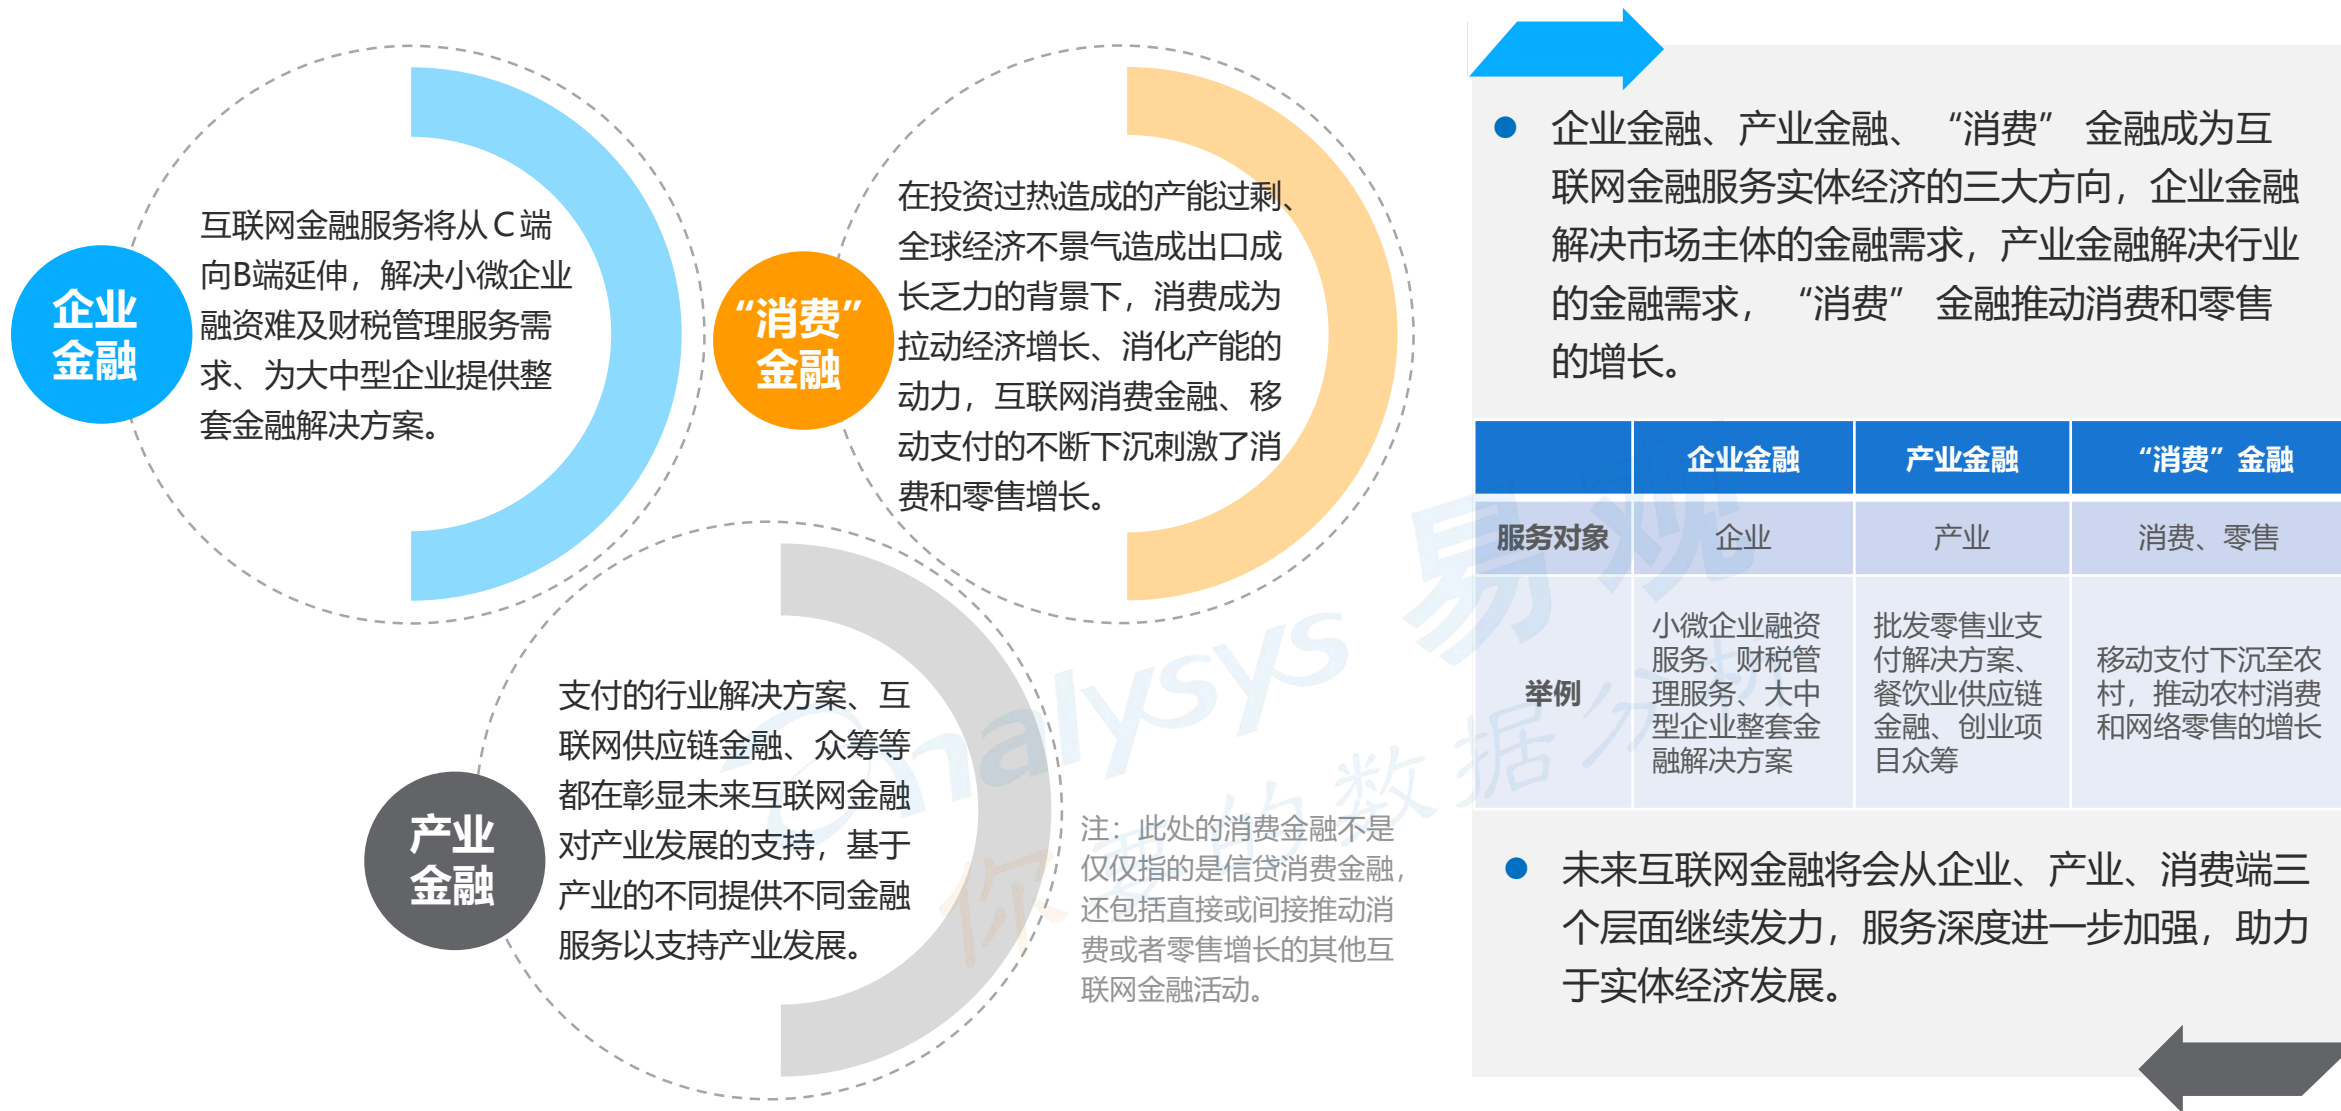 企业
金融
互联网金融服务将从C端
向B端延伸，解决小微企业
融资难及财税管理服务需
求、为大中型企业提供整
套金融解决方案。
“消费”
金融
在投资过热造成的产能过剩、
全球经济不景气造成出口成
长乏力的背景下，消费成为
拉动经济增长、消化产能的
动力，互联网消费金融、移
动支付的不断下沉刺激了消
费和零售增长。
产业
金融
支付的行业解决方案、互
联网供应链金融、众筹等
都在彰显未来互联网金融
对产业发展的支持，基于
产业的不同提供不同金融
服务以支持产业发展。
注：此处的消费金融不是
仅仅指的是信贷消费金融，
还包括直接或间接推动消
费或者零售增长的其他互
联网金融活动。
企业金融、产业金融、“消费” 金融成为互
联网金融服务实体经济的三大方向，企业金融
解决市场主体的金融需求，产业金融解决行业
的金融需求，“消费” 金融推动消费和零售
的增长。
企业金融 产业金融 “消费”金融
服务对象 企业 产业 消费、零售
举例
小微企业融资
服务、财税管
理服务、大中
型企业整套金
融解决方案
批发零售业支
付解决方案、
餐饮业供应链
金融、创业项
目众筹
移动支付下沉至农
村，推动农村消费
和网络零售的增长
未来互联网金融将会从企业、产业、消费端三
个层面继续发力，服务深度进一步加强，助力
于实体经济发展。
analysys 易观
你要的数据分析